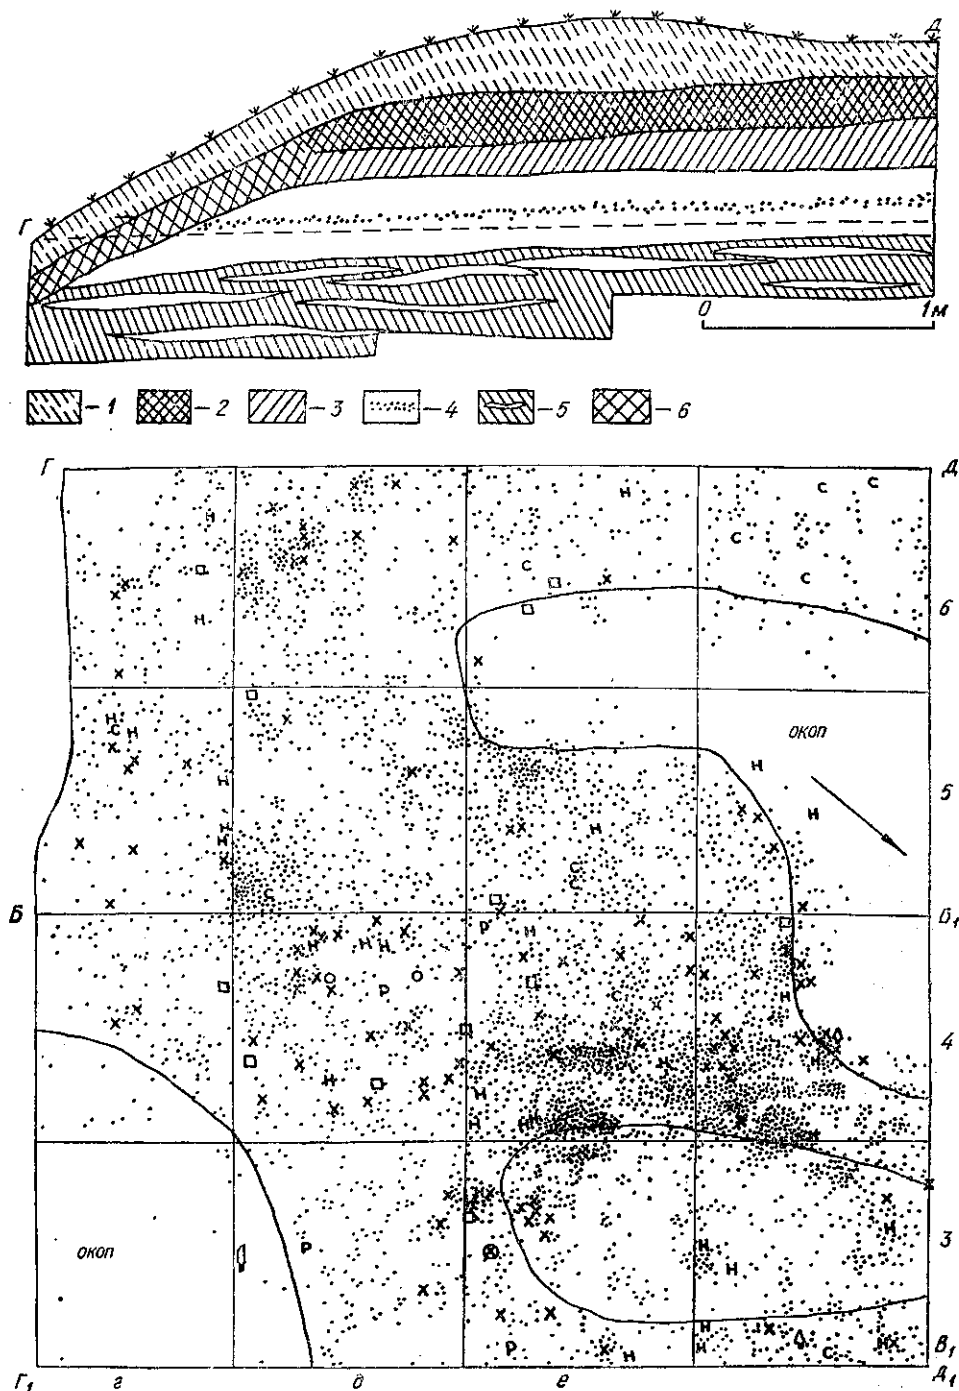 Д
Г
0 1м
1 2 3 4 5 6
Г Д
Н С С
Н
С
С С
6
Н
Н
С Н
окоп
Н
Н
5
Н
Н Н
Н
С
С
С
Б Б₁
Р Н
Н Н Н
О О
Р
С
Н
4
Н
Н
Н
Н
Н
Р
окоп
Н
3
Н
Н
Н
Н
Р Н
С
В₁
Г₁ г д е Д₁